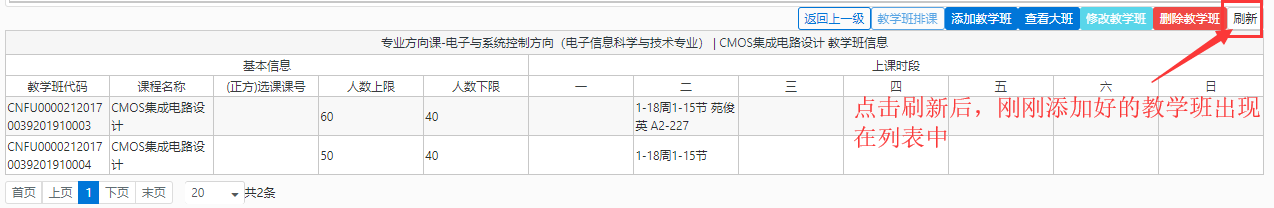 返回上一级 教学班排课 添加教学班 查看大班 修改教学班 删除教学班 刷新
专业方向课-电子与系统控制方向（电子信息科学与技术专业） | CMOS集成电路设计 教学班信息
基本信息 上课时段
教学班代码 课程名称 (正方)选课课号 人数上限 人数下限 一 二 三 四 五 六 日
CNFU0000212017 CMOS集成电路设 60 40 1-18周1-15节 苑俊
0039201910003 计 英 A2-227
CNFU0000212017 CMOS集成电路设 50 40 1-18周1-15节
0039201910004 计
点击刷新后，刚刚添加好的教学班出现
在列表中
首页 上页 1 下页 末页 20 共2条